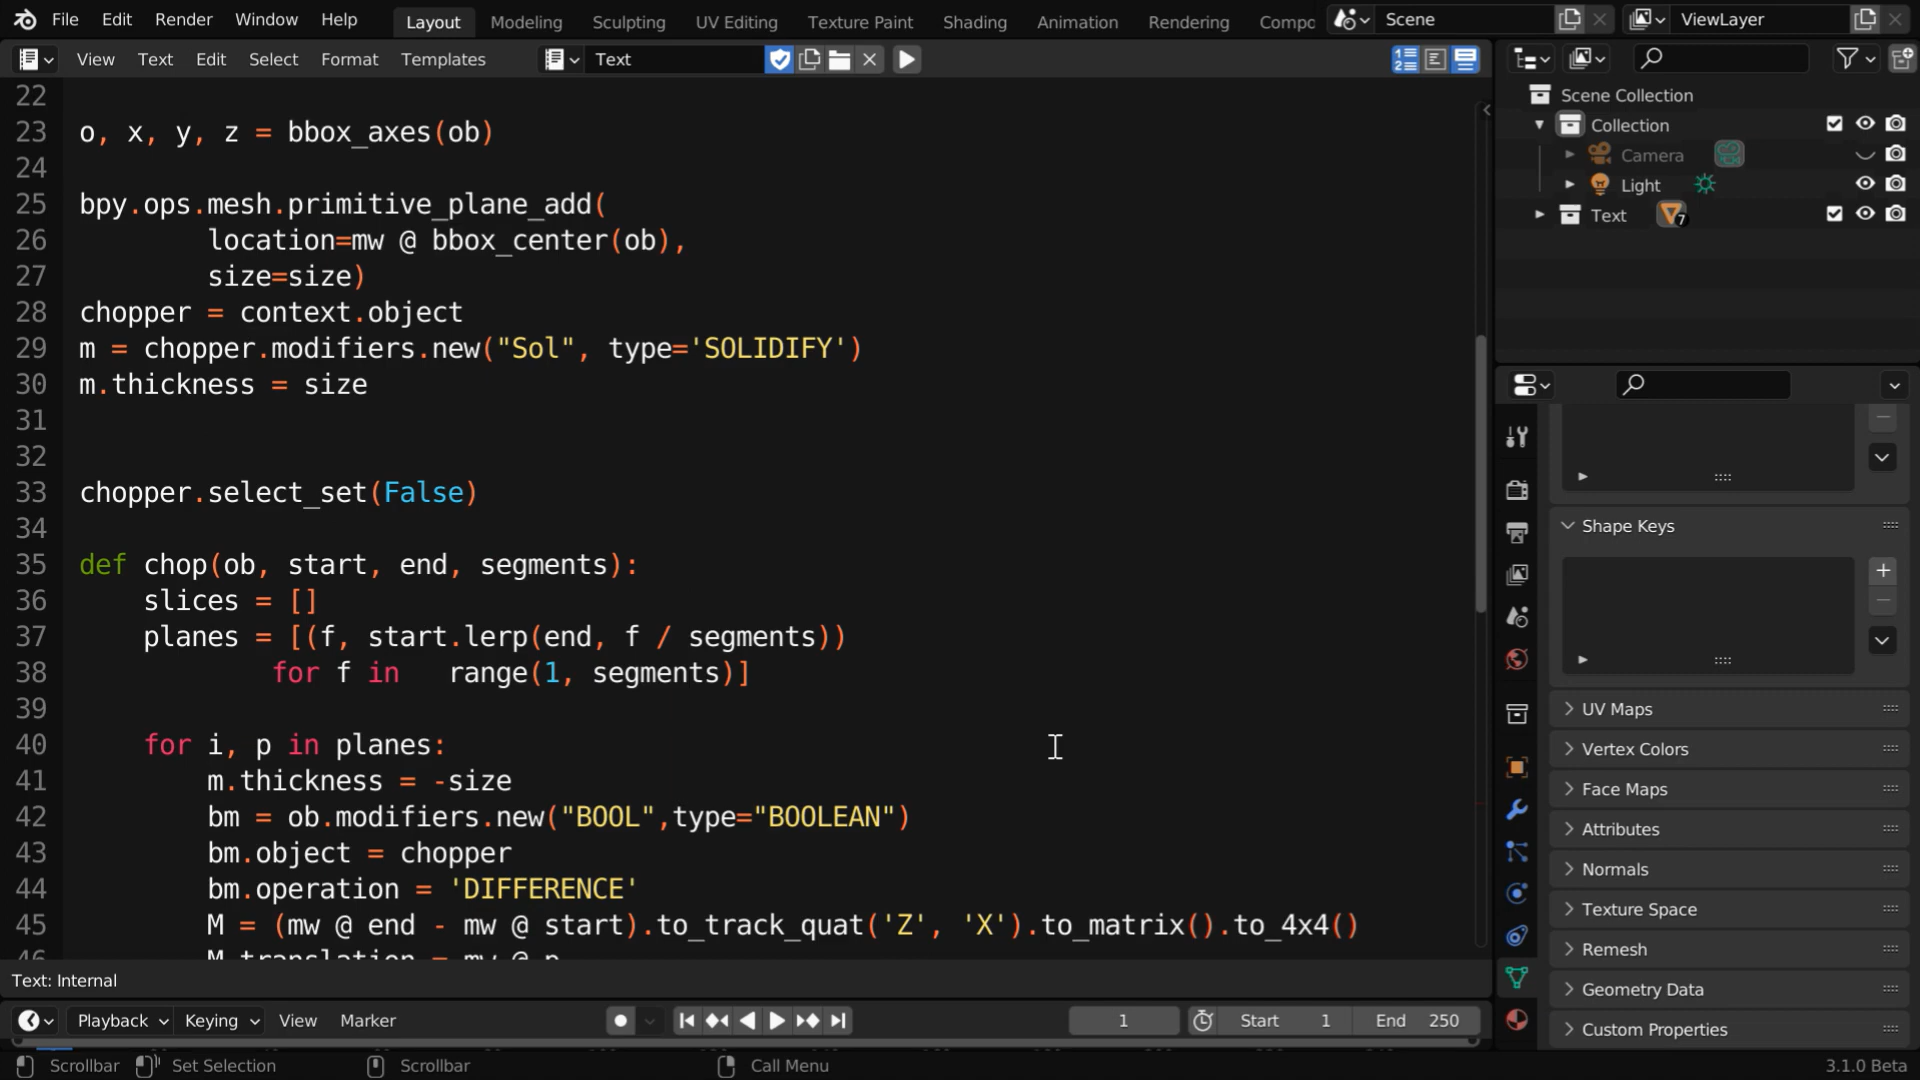 File Edit Render Window Help Layout Modeling Sculpting UV Editing Texture Paint Shading Animation Rendering Compo Scene ViewLayer
View Text Edit Select Format Templates Text
22
23 o, x, y, z = bbox_axes(ob)
24
25 bpy.ops.mesh.primitive_plane_add(
26         location=mw @ bbox_center(ob),
27         size=size)
28 chopper = context.object
29 m = chopper.modifiers.new("Sol", type='SOLIDIFY')
30 m.thickness = size
31
32
33 chopper.select_set(False)
34
35 def chop(ob, start, end, segments):
36     slices = []
37     planes = [(f, start.lerp(end, f / segments))
38             for f in   range(1, segments)]
39
40     for i, p in planes:
41         m.thickness = -size
42         bm = ob.modifiers.new("BOOL",type="BOOLEAN")
43         bm.object = chopper
44         bm.operation = 'DIFFERENCE'
45         M = (mw @ end - mw @ start).to_track_quat('Z', 'X').to_matrix().to_4x4()
46         M.translation = mw @ p
Text: Internal
Playback Keying View Marker 1 Start 1 End 250
Scrollbar Set Selection Scrollbar Call Menu 3.1.0 Beta
Scene Collection
Collection
Camera
Light
Text 7
Shape Keys
UV Maps
Vertex Colors
Face Maps
Attributes
Normals
Texture Space
Remesh
Geometry Data
Custom Properties